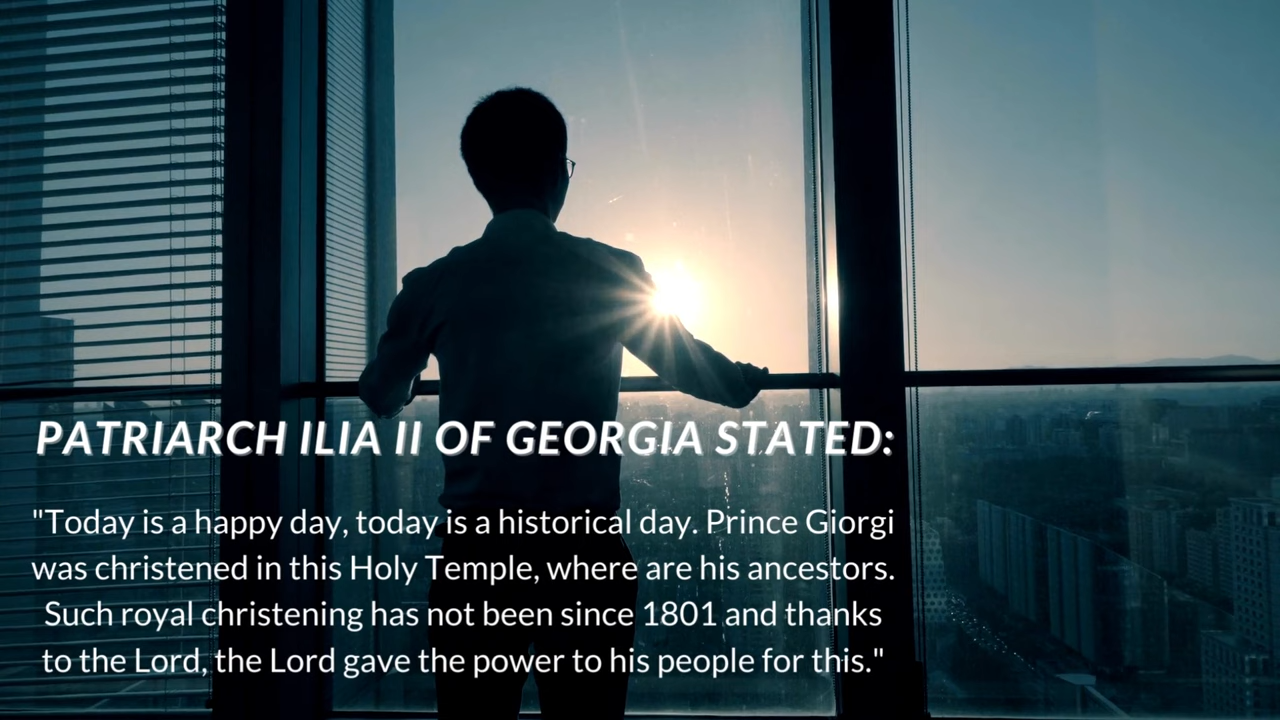 PATRIARCH ILIA II OF GEORGIA STATED:
"Today is a happy day, today is a historical day. Prince Giorgi
was christened in this Holy Temple, where are his ancestors.
Such royal christening has not been since 1801 and thanks
to the Lord, the Lord gave the power to his people for this."